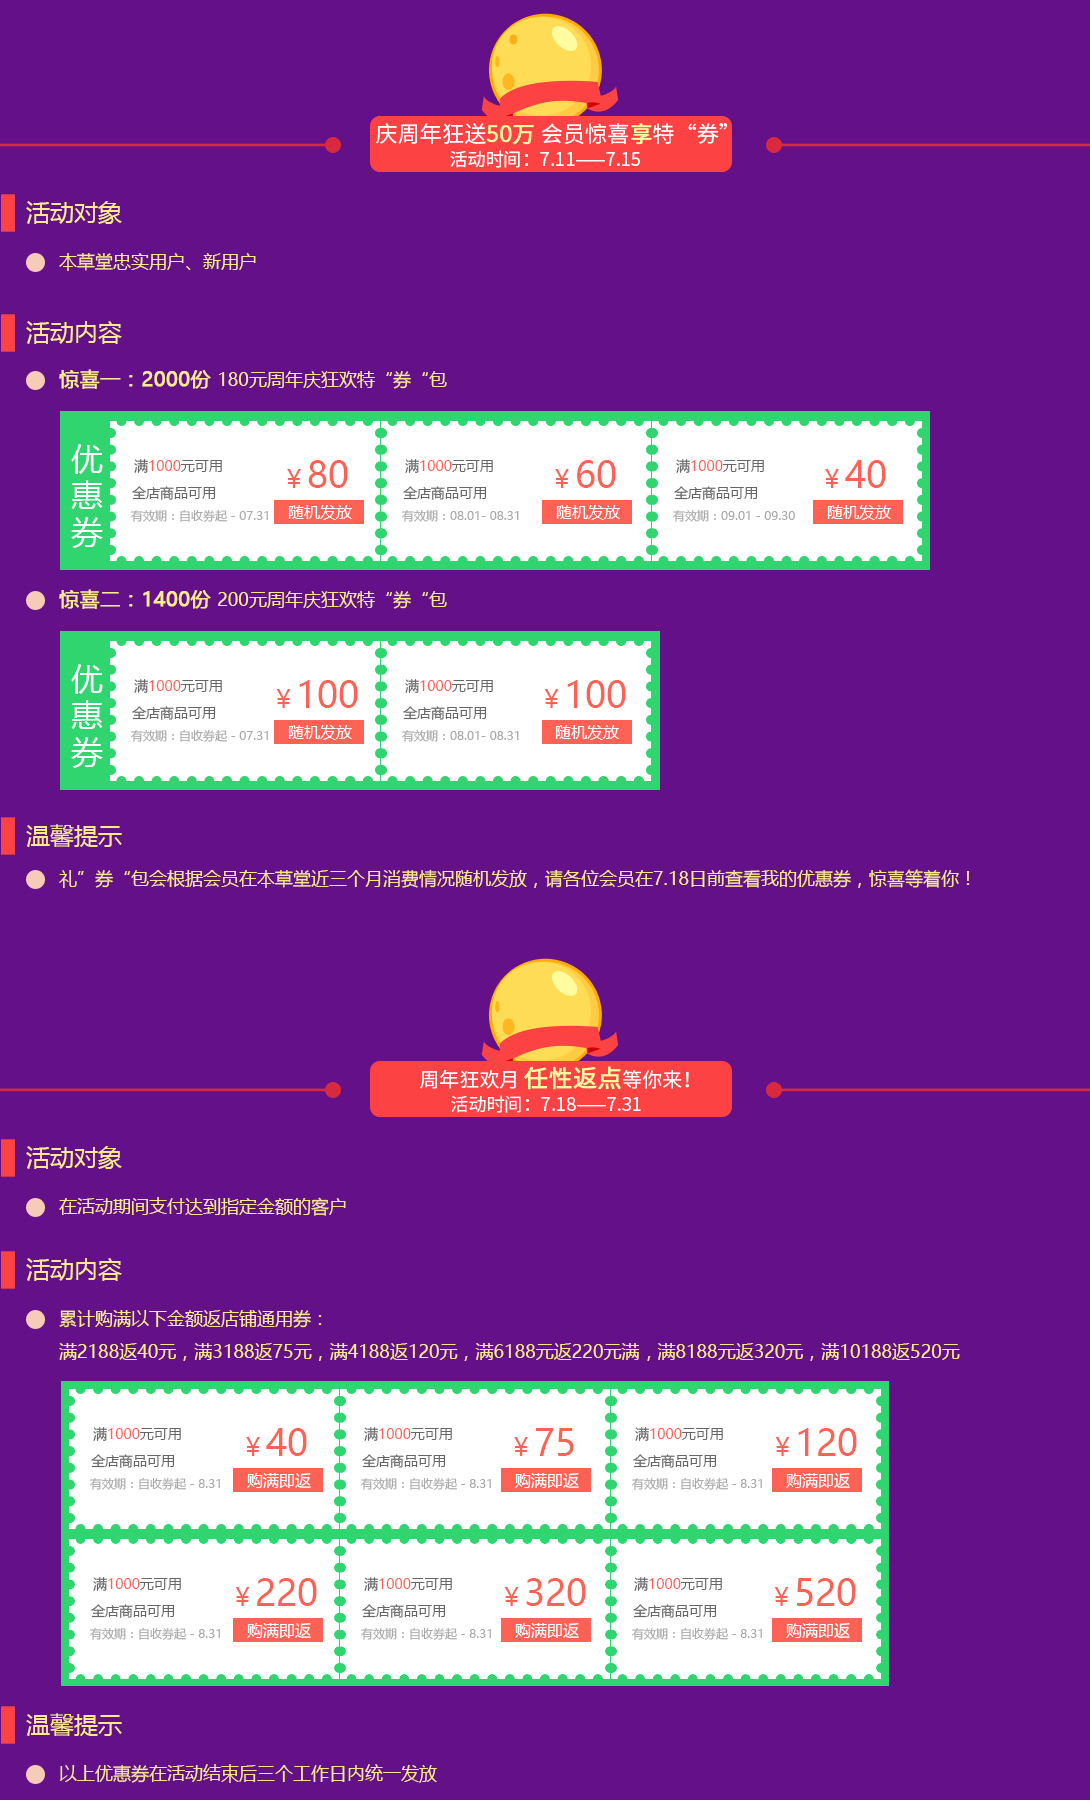 庆周年狂送50万 会员惊喜享特“券”
活动时间：7.11——7.15
活动对象
本草堂忠实用户、新用户
活动内容
惊喜一：2000份 180元周年庆狂欢特“券“包
优惠券
满1000元可用
全店商品可用
有效期：自收券起 - 07.31
¥ 80
随机发放
满1000元可用
全店商品可用
有效期：08.01- 08.31
¥ 60
随机发放
满1000元可用
全店商品可用
有效期：09.01 - 09.30
¥ 40
随机发放
惊喜二：1400份 200元周年庆狂欢特“券“包
优惠券
满1000元可用
全店商品可用
有效期：自收券起 - 07.31
¥ 100
随机发放
满1000元可用
全店商品可用
有效期：08.01- 08.31
¥ 100
随机发放
温馨提示
礼”券“包会根据会员在本草堂近三个月消费情况随机发放，请各位会员在7.18日前查看我的优惠券，惊喜等着你！
周年狂欢月 任性返点等你来！
活动时间：7.18——7.31
活动对象
在活动期间支付达到指定金额的客户
活动内容
累计购满以下金额返店铺通用券：
满2188返40元，满3188返75元，满4188返120元，满6188元返220元满，满8188元返320元，满10188返520元
满1000元可用
全店商品可用
有效期：自收券起 - 8.31
¥ 40
购满即返
满1000元可用
全店商品可用
有效期：自收券起 - 8.31
¥ 75
购满即返
满1000元可用
全店商品可用
有效期：自收券起 - 8.31
¥ 120
购满即返
满1000元可用
全店商品可用
有效期：自收券起 - 8.31
¥ 220
购满即返
满1000元可用
全店商品可用
有效期：自收券起 - 8.31
¥ 320
购满即返
满1000元可用
全店商品可用
有效期：自收券起 - 8.31
¥ 520
购满即返
温馨提示
以上优惠券在活动结束后三个工作日内统一发放